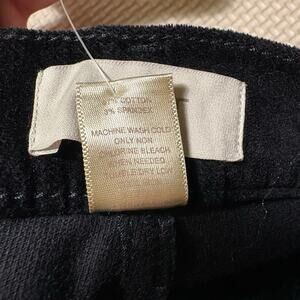 COTTON
3% SPANDEX
MACHINE WASH COLD
ONLY NON
CHLORINE BLEACH
WHEN NEEDED
TUMBLE DRY LOW